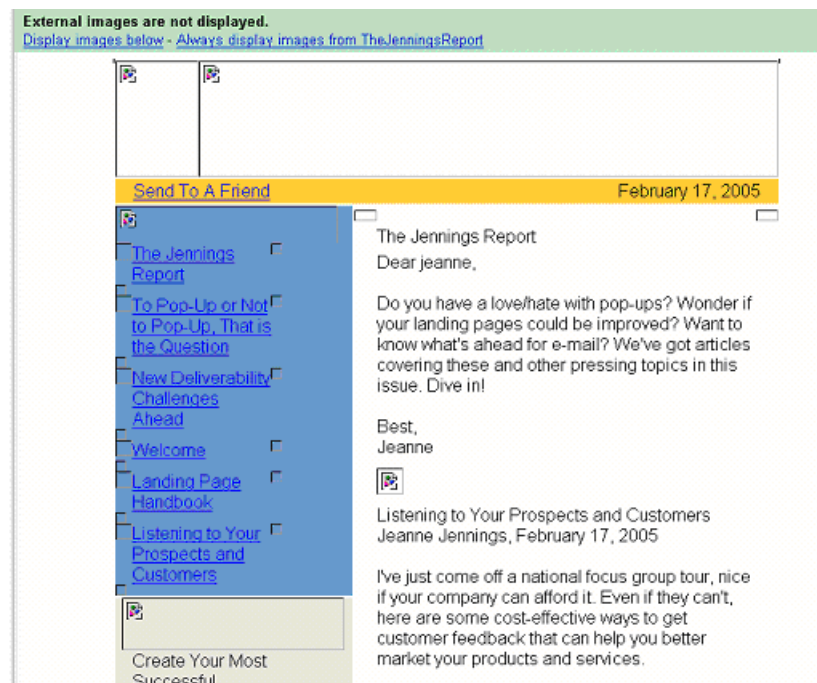 External images are not displayed.
Display images below - Always display images from TheJenningsReport
Send To A Friend
February 17, 2005
The Jennings
Report
To Pop-Up or Not
to Pop-Up, That is
the Question
New Deliverability
Challenges
Ahead
Welcome
Landing Page
Handbook
Listening to Your
Prospects and
Customers
Create Your Most
Successful
The Jennings Report
Dear jeanne,
Do you have a love/hate with pop-ups? Wonder if
your landing pages could be improved? Want to
know what's ahead for e-mail? We've got articles
covering these and other pressing topics in this
issue. Dive in!
Best,
Jeanne
Listening to Your Prospects and Customers
Jeanne Jennings, February 17, 2005
I've just come off a national focus group tour, nice
if your company can afford it. Even if they can't,
here are some cost-effective ways to get
customer feedback that can help you better
market your products and services.